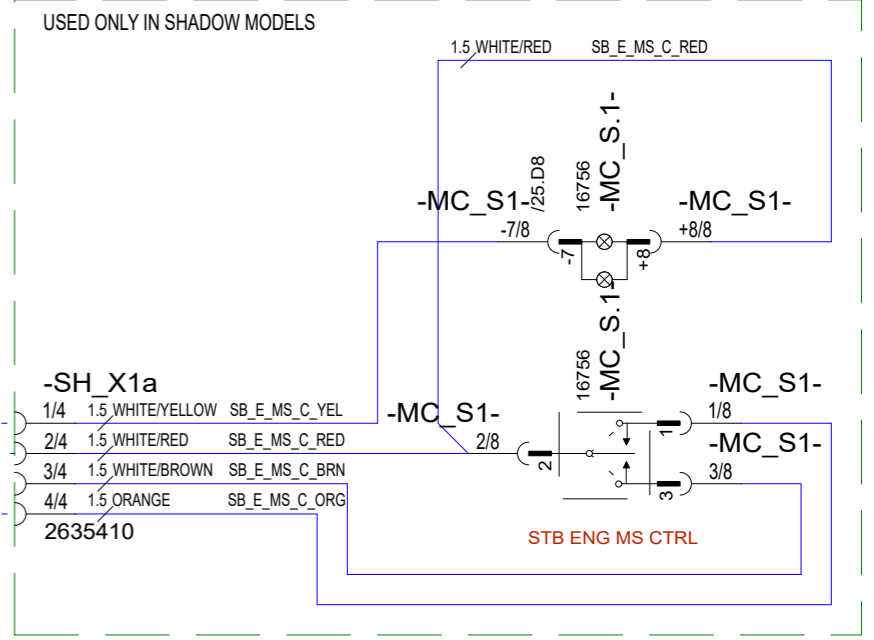 USED ONLY IN SHADOW MODELS
1.5 WHITE/RED SB_E_MS_C_RED
-MC_S1-
/25.D8
16756
-MC_S.1-
-MC_S1-
-7/8
+8/8
-7
+8
16756
-MC_S.1-
-SH_X1a
-MC_S1-
-MC_S1-
1/4 1.5 WHITE/YELLOW SB_E_MS_C_YEL
1/8
2/4 1.5 WHITE/RED SB_E_MS_C_RED
2/8
2
1
-MC_S1-
3/4 1.5 WHITE/BROWN SB_E_MS_C_BRN
3
3/8
4/4 1.5 ORANGE SB_E_MS_C_ORG
2635410
STB ENG MS CTRL